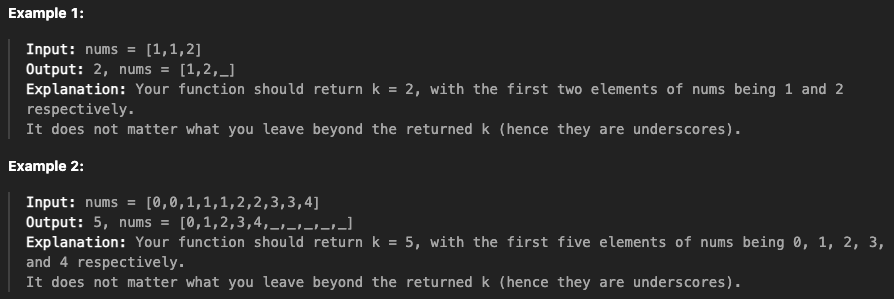 Example 1:
Input: nums = [1,1,2]
Output: 2, nums = [1,2,_]
Explanation: Your function should return k = 2, with the first two elements of nums being 1 and 2
respectively.
It does not matter what you leave beyond the returned k (hence they are underscores).
Example 2:
Input: nums = [0,0,1,1,1,2,2,3,3,4]
Output: 5, nums = [0,1,2,3,4,_,_,_,_,_]
Explanation: Your function should return k = 5, with the first five elements of nums being 0, 1, 2, 3,
and 4 respectively.
It does not matter what you leave beyond the returned k (hence they are underscores).